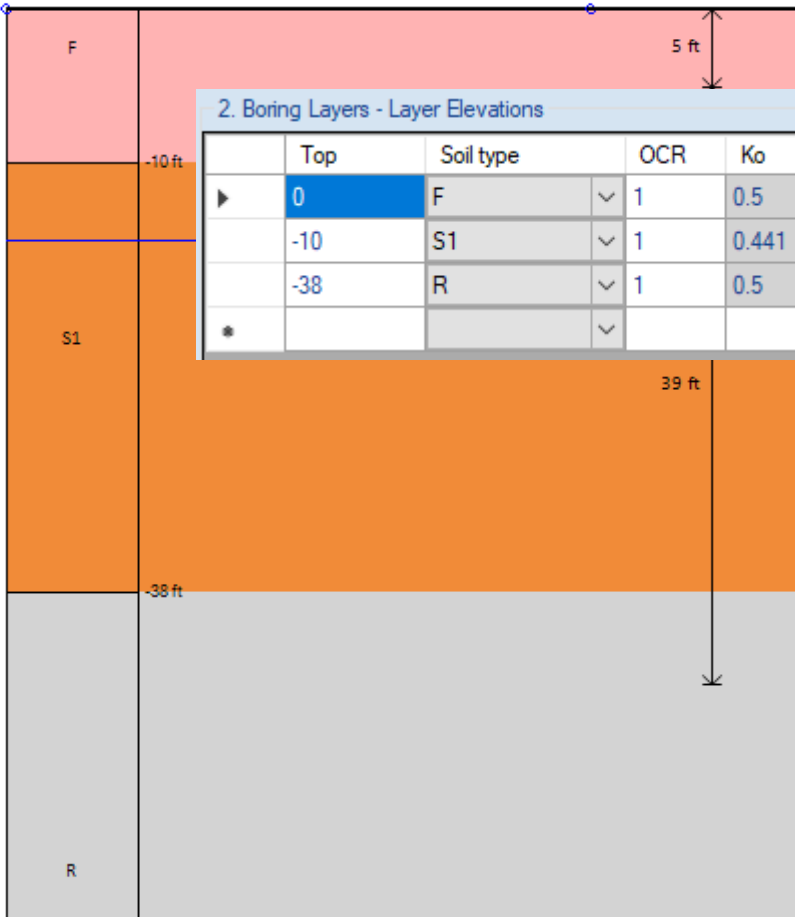 F
5 ft
2. Boring Layers - Layer Elevations
Top Soil type OCR Ko
-10 ft
0 F 1 0.5
-10 S1 1 0.441
-38 R 1 0.5
S1
39 ft
-38 ft
R